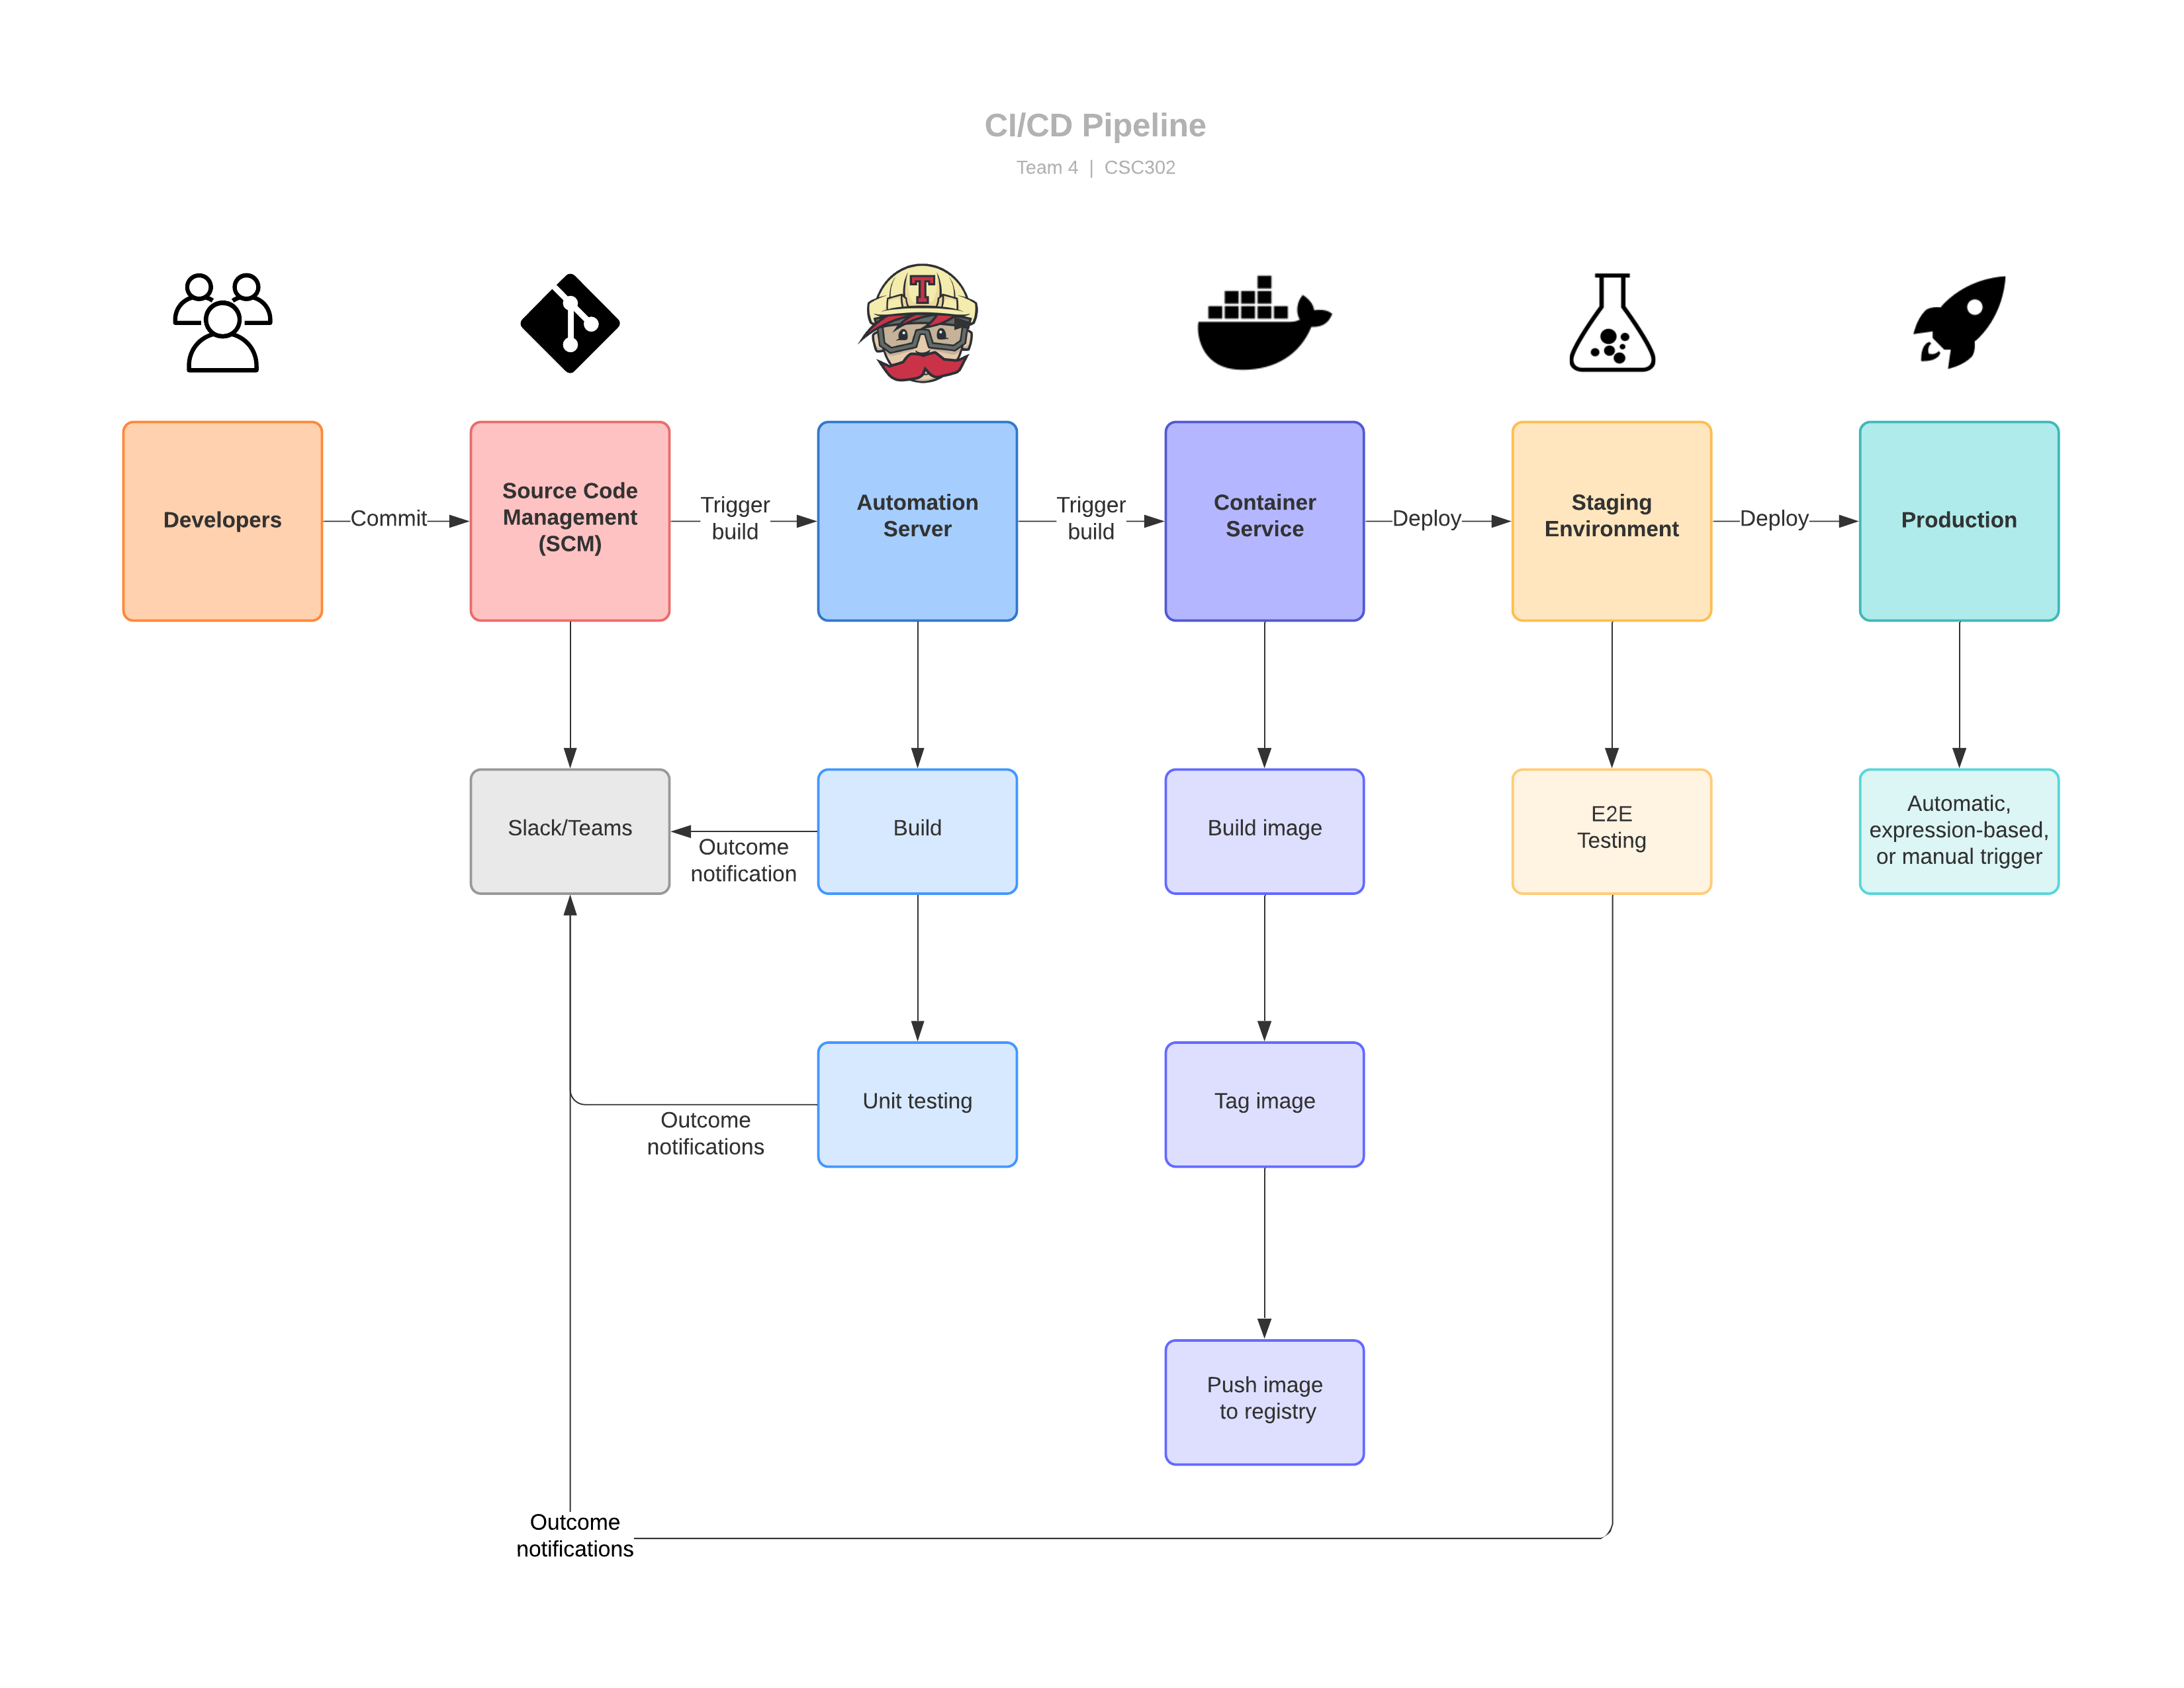 CI/CD Pipeline
Team 4 | CSC302
T
Developers
Commit
Source Code
Management
(SCM)
Trigger
build
Automation
Server
Trigger
build
Container
Service
Deploy
Staging
Environment
Deploy
Production
Slack/Teams
Outcome
notification
Build
Build image
E2E
Testing
Automatic,
expression-based,
or manual trigger
Outcome
notifications
Unit testing
Tag image
Push image
to registry
Outcome
notifications